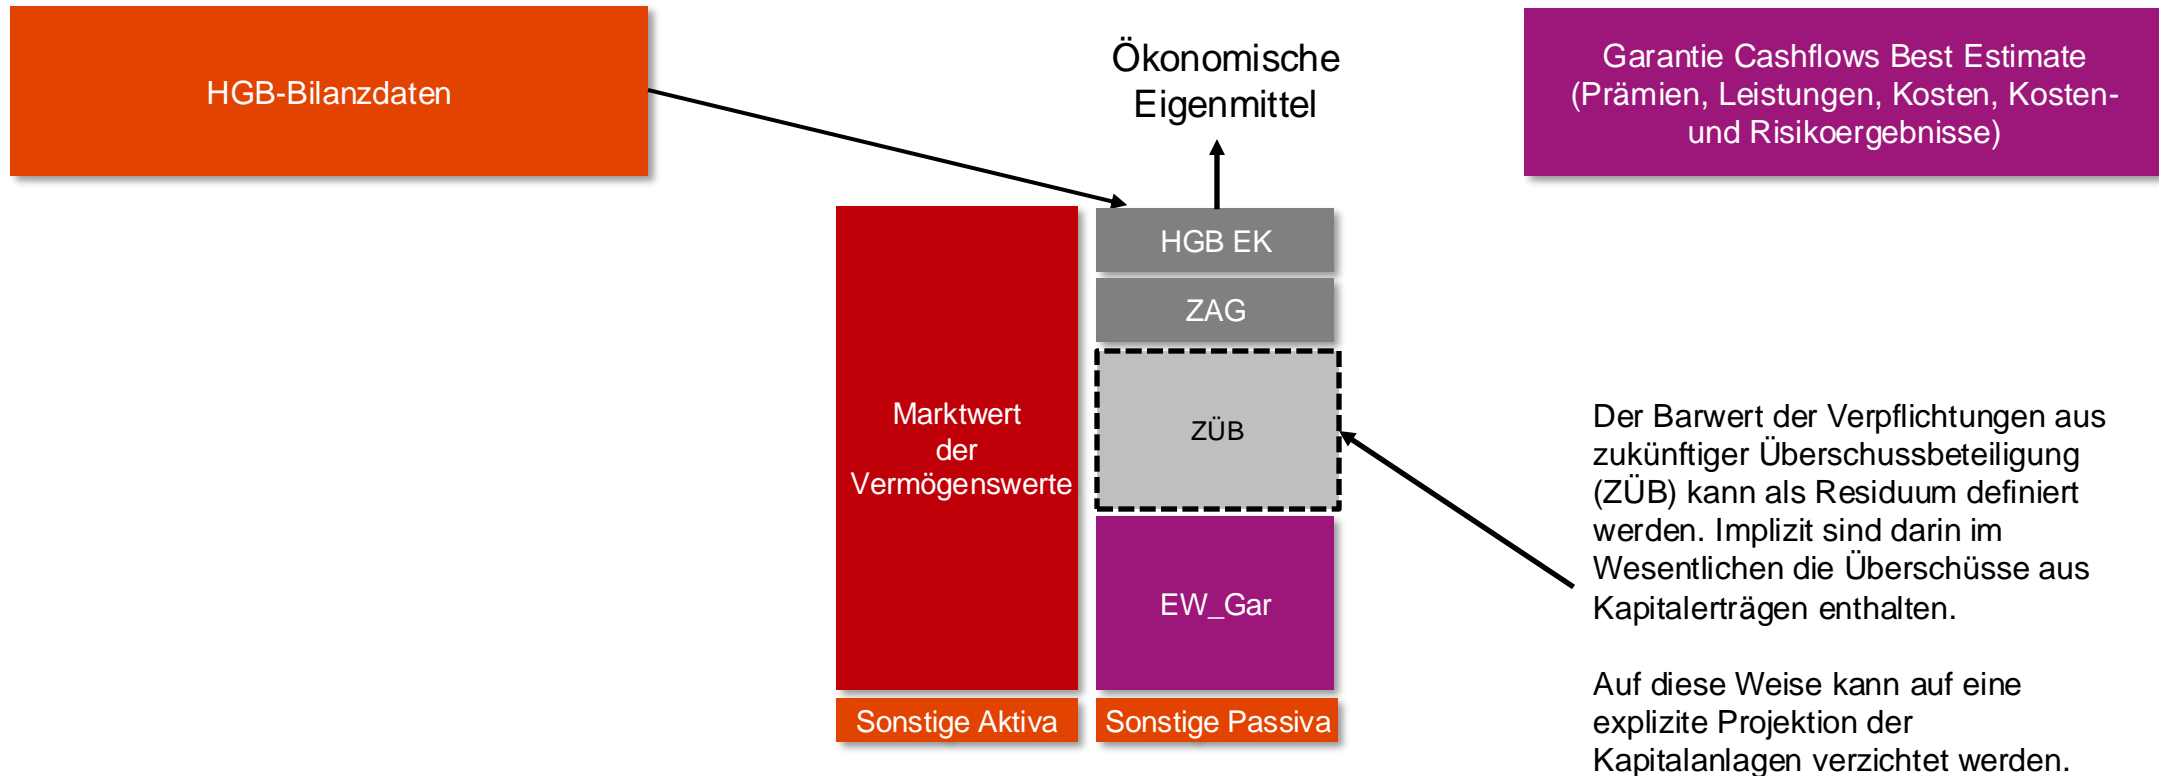 HGB-Bilanzdaten
Ökonomische
Eigenmittel
Garantie Cashflows Best Estimate
(Prämien, Leistungen, Kosten, Kosten-
und Risikoergebnisse)
HGB EK
ZAG
Marktwert
der
Vermögenswerte
ZÜB
EW_Gar
Sonstige Aktiva
Sonstige Passiva
Der Barwert der Verpflichtungen aus
zukünftiger Überschussbeteiligung
(ZÜB) kann als Residuum definiert
werden. Implizit sind darin im
Wesentlichen die Überschüsse aus
Kapitalerträgen enthalten.
Auf diese Weise kann auf eine
explizite Projektion der
Kapitalanlagen verzichtet werden.